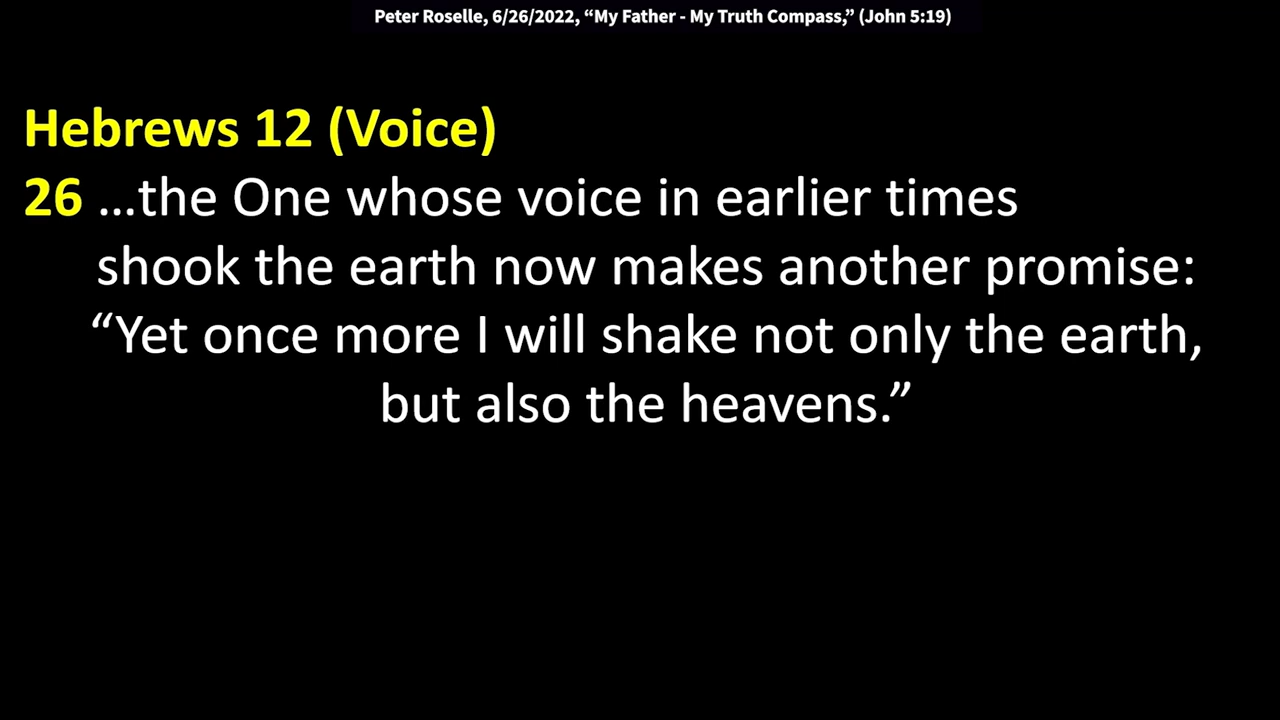 Peter Roselle, 6/26/2022, “My Father - My Truth Compass,” (John 5:19)
Hebrews 12 (Voice)
26 …the One whose voice in earlier times
shook the earth now makes another promise:
“Yet once more I will shake not only the earth,
but also the heavens.”